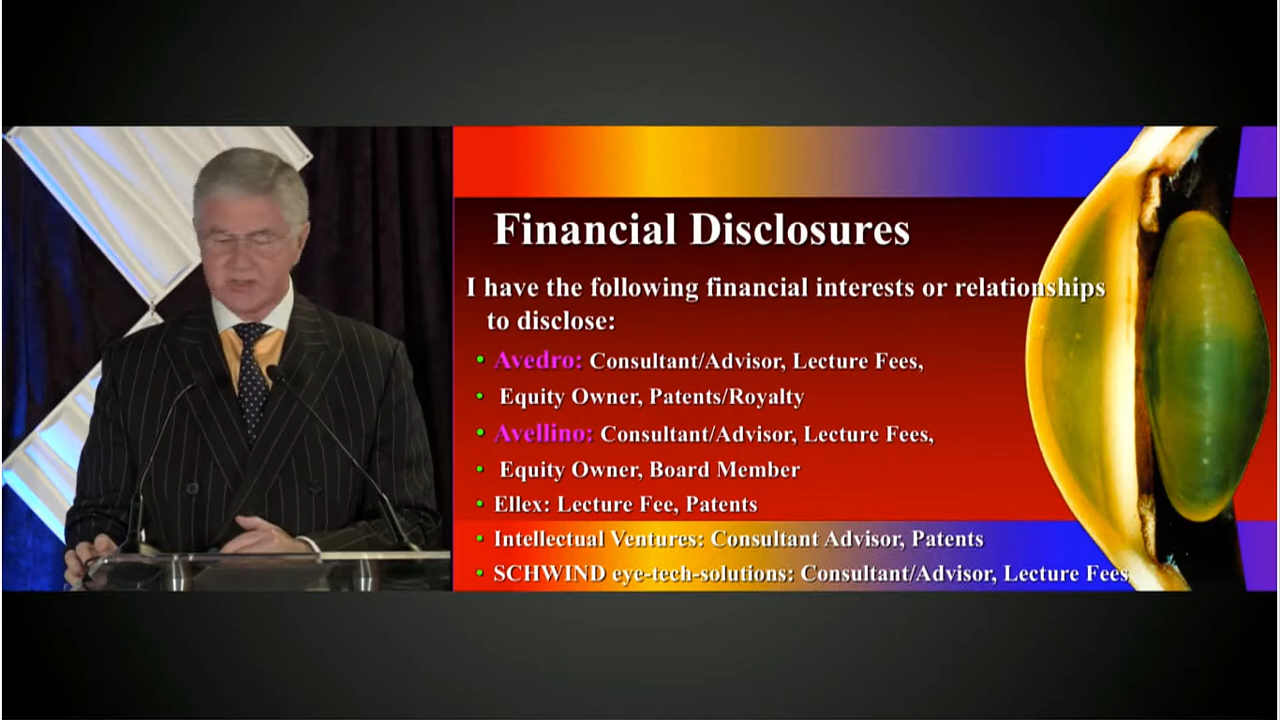 Financial Disclosures
I have the following financial interests or relationships
to disclose:
• Avedro: Consultant/Advisor, Lecture Fees,
• Equity Owner, Patents/Royalty
• Avellino: Consultant/Advisor, Lecture Fees,
• Equity Owner, Board Member
• Ellex: Lecture Fee, Patents
• Intellectual Ventures: Consultant Advisor, Patents
• SCHWIND eye-tech-solutions: Consultant/Advisor, Lecture Fees